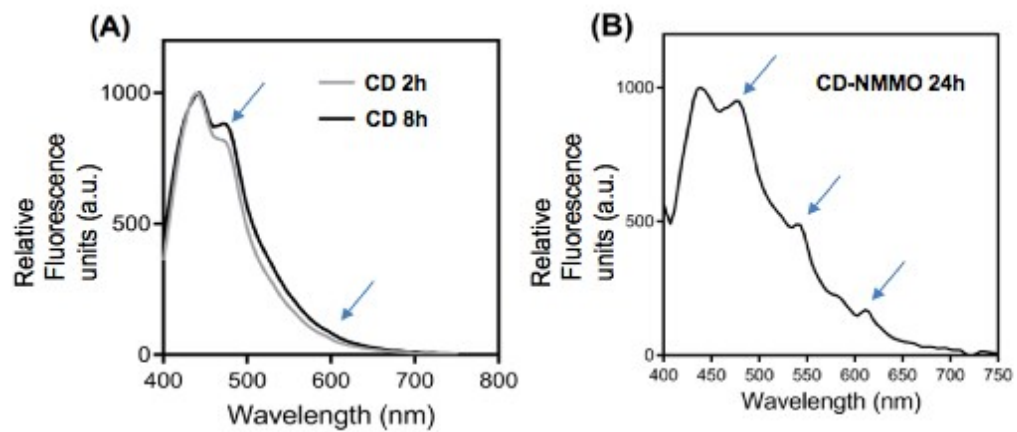 (A)
CD 2h
CD 8h
1000
500
0
400
500
600
700
800
Relative
Fluorescence
units (a.u.)
Wavelength (nm)
(B)
CD-NMMO 24h
1000
500
0
400
450
500
550
600
650
700
750
Relative
Fluorescence
units (a.u.)
Wavelength (nm)